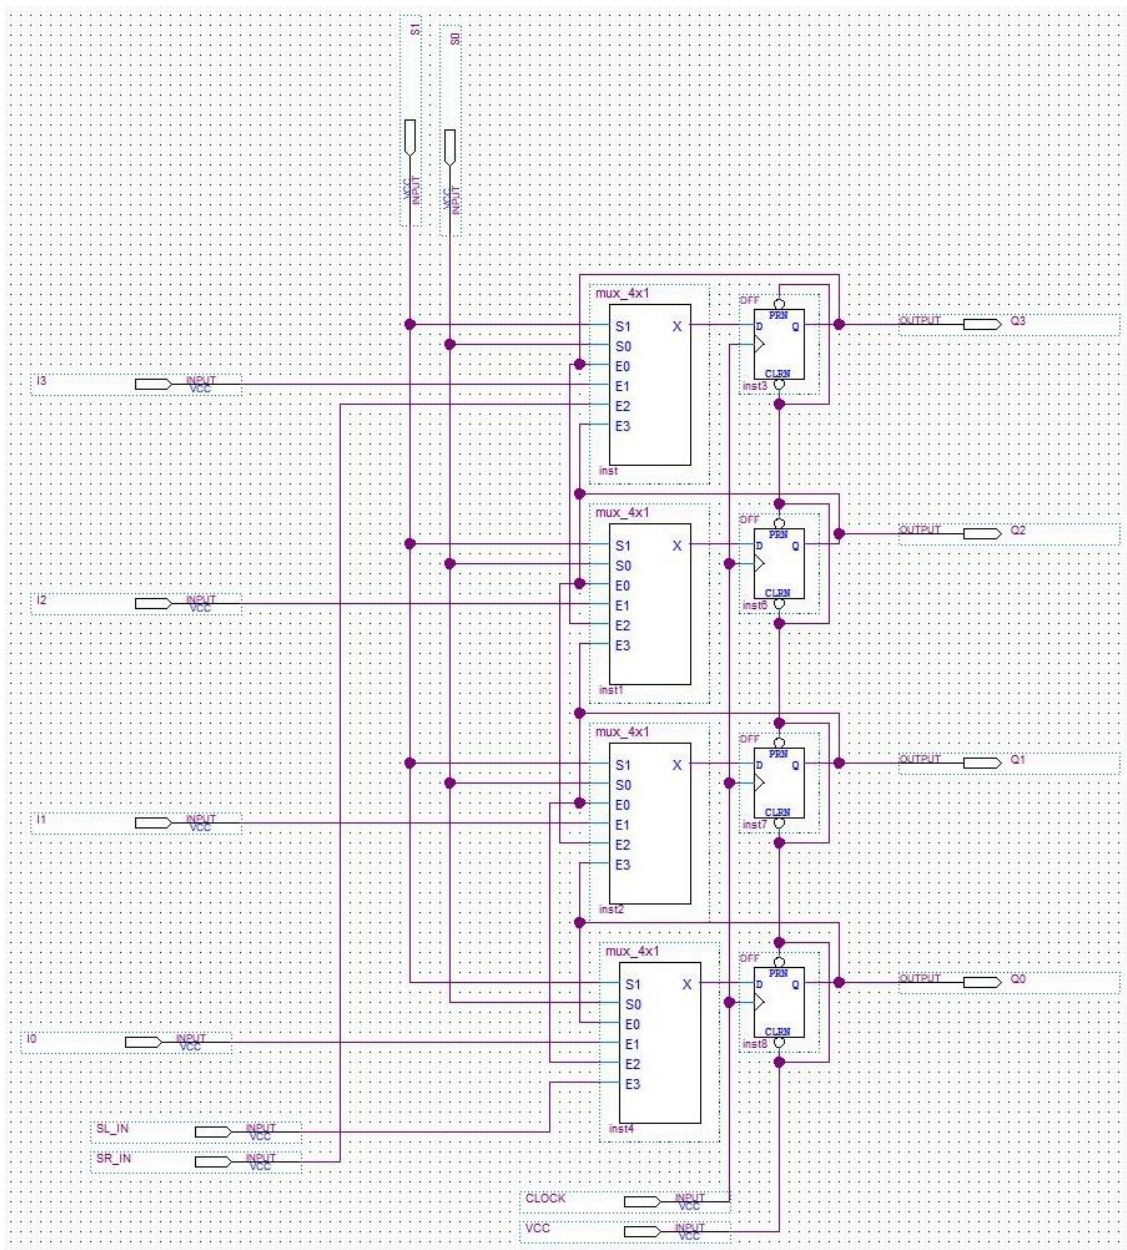 S1
VCC
INPUT
S0
VCC
INPUT
mux_4x1
S1
S0
E0
E1
E2
E3
X
inst
DFF
PRN
D
Q
CLRN
inst3
OUTPUT
Q3
I3
INPUT
VCC
mux_4x1
S1
S0
E0
E1
E2
E3
X
inst1
DFF
PRN
D
Q
CLRN
inst6
OUTPUT
Q2
I2
INPUT
VCC
mux_4x1
S1
S0
E0
E1
E2
E3
X
inst2
DFF
PRN
D
Q
CLRN
inst7
OUTPUT
Q1
I1
INPUT
VCC
mux_4x1
S1
S0
E0
E1
E2
E3
X
inst4
DFF
PRN
D
Q
CLRN
inst8
OUTPUT
Q0
I0
INPUT
VCC
SL_IN
INPUT
VCC
SR_IN
INPUT
VCC
CLOCK
INPUT
VCC
VCC
INPUT
VCC